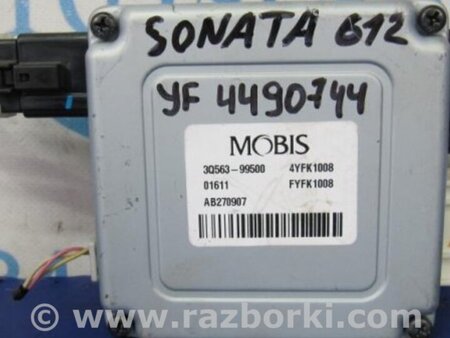 SONATA 612
YF 4490744
MOBIS
3Q563-99500 4YFK1008
01611 FYFK1008
AB270907
www.razborki.com